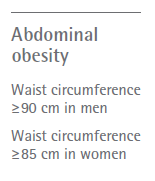 Abdominal
obesity
Waist circumference
≥90 cm in men
Waist circumference
≥85 cm in women